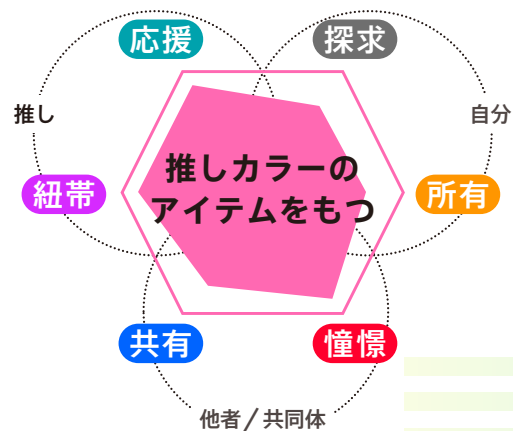 応援
探求
推し
自分
推しカラーの
アイテムをもつ
紐帯
所有
共有
憧憬
他者/共同体